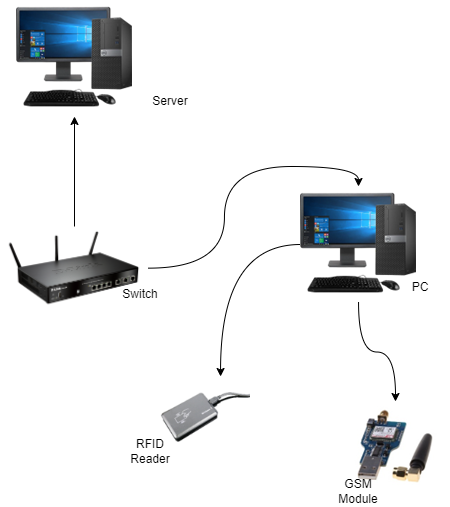 Server
Switch
PC
RFID
Reader
GSM
Module